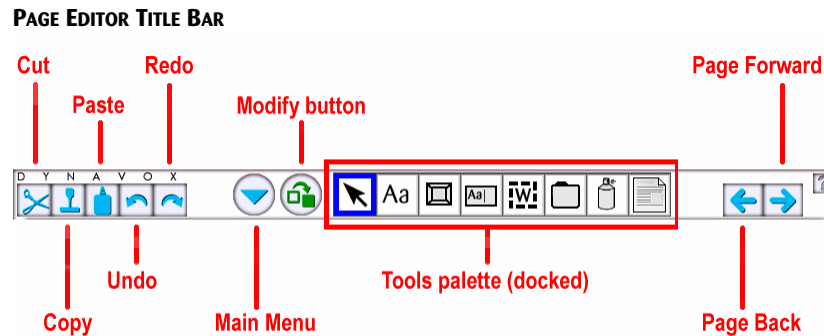 PAGE EDITOR TITLE BAR
Cut
Redo
Page Forward
Paste
Modify button
D Y N A V O X
Aa
Aa
W
?
Undo
Tools palette (docked)
Copy
Main Menu
Page Back